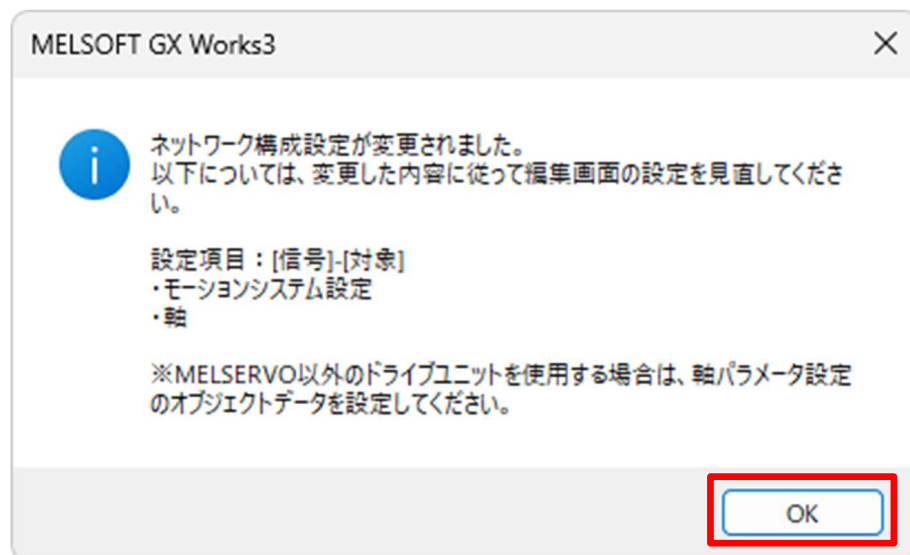 MELSOFT GX Works3
ネットワーク構成設定が変更されました。
以下については、変更した内容に従って編集画面の設定を見直してくださ
い。
設定項目：[信号]-[対象]
・モーションシステム設定
・軸
※MELSERVO以外のドライブユニットを使用する場合は、軸パラメータ設定
のオブジェクトデータを設定してください。
OK